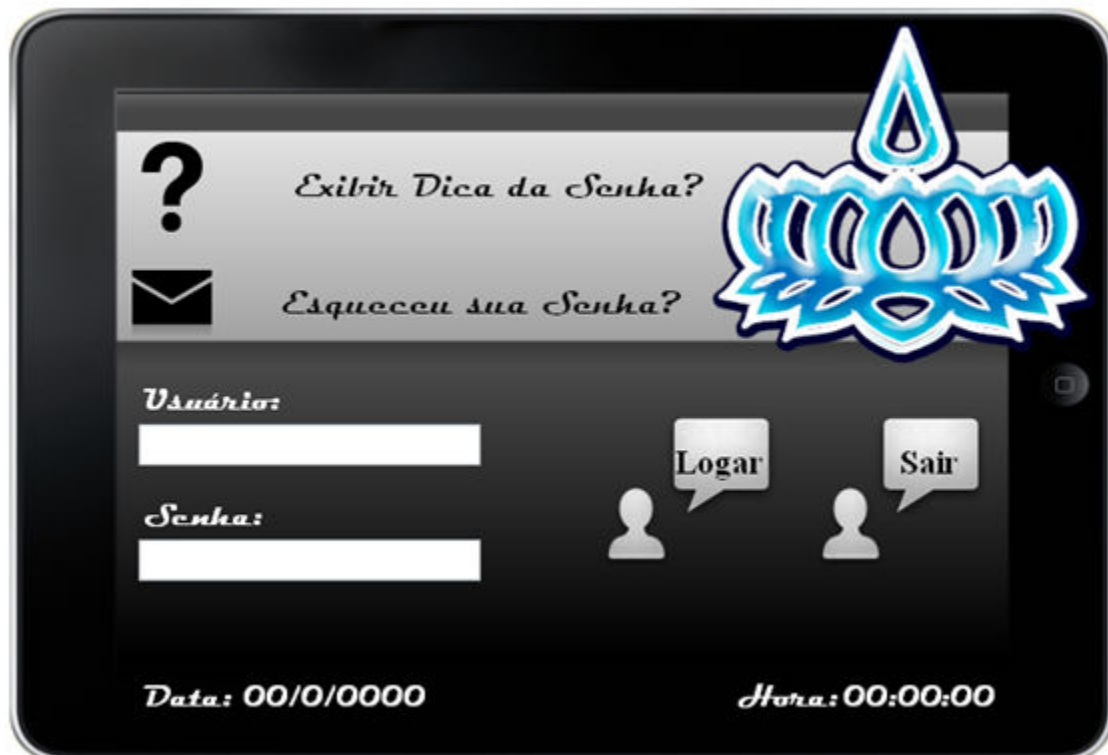 ?
Exibir Dica da Senha?
Esqueceu sua Senha?
Usuário:
Logar
Sair
Senha:
Data: 00/0/0000
Hora: 00:00:00